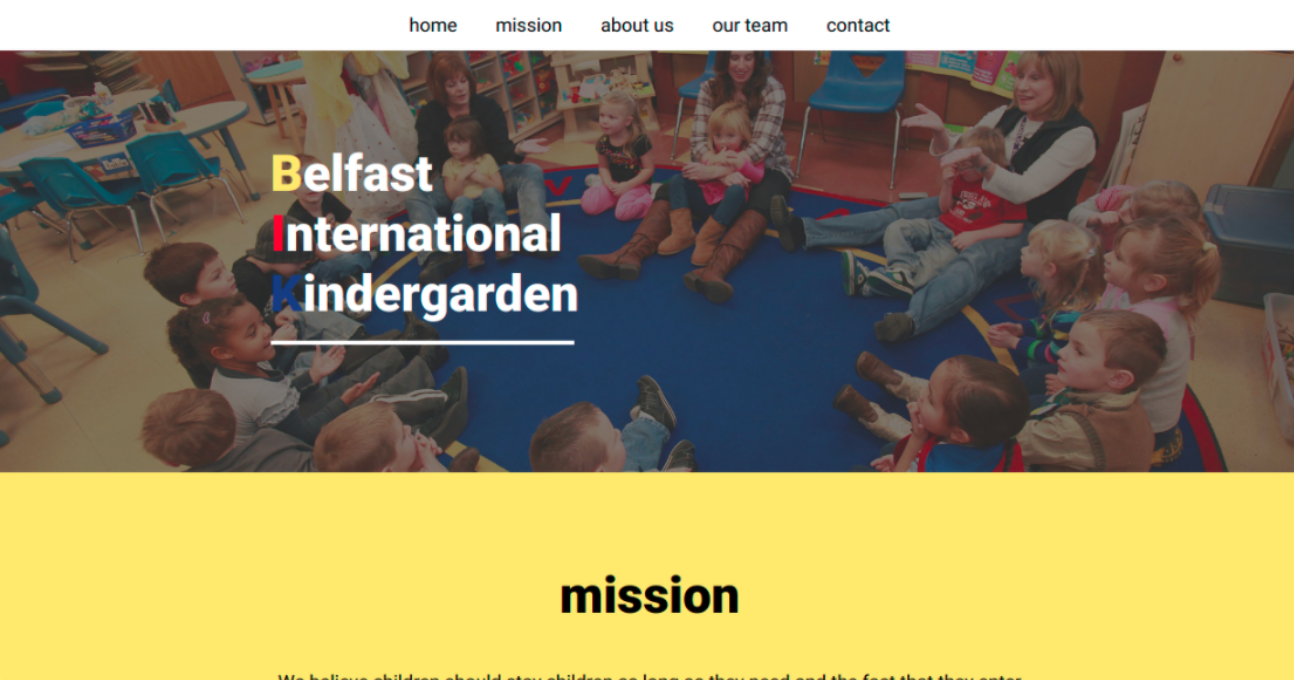 home mission about us our team contact
Belfast
International
Kindergarden
mission
We believe children should stay children as long as they need and the fact that they enter